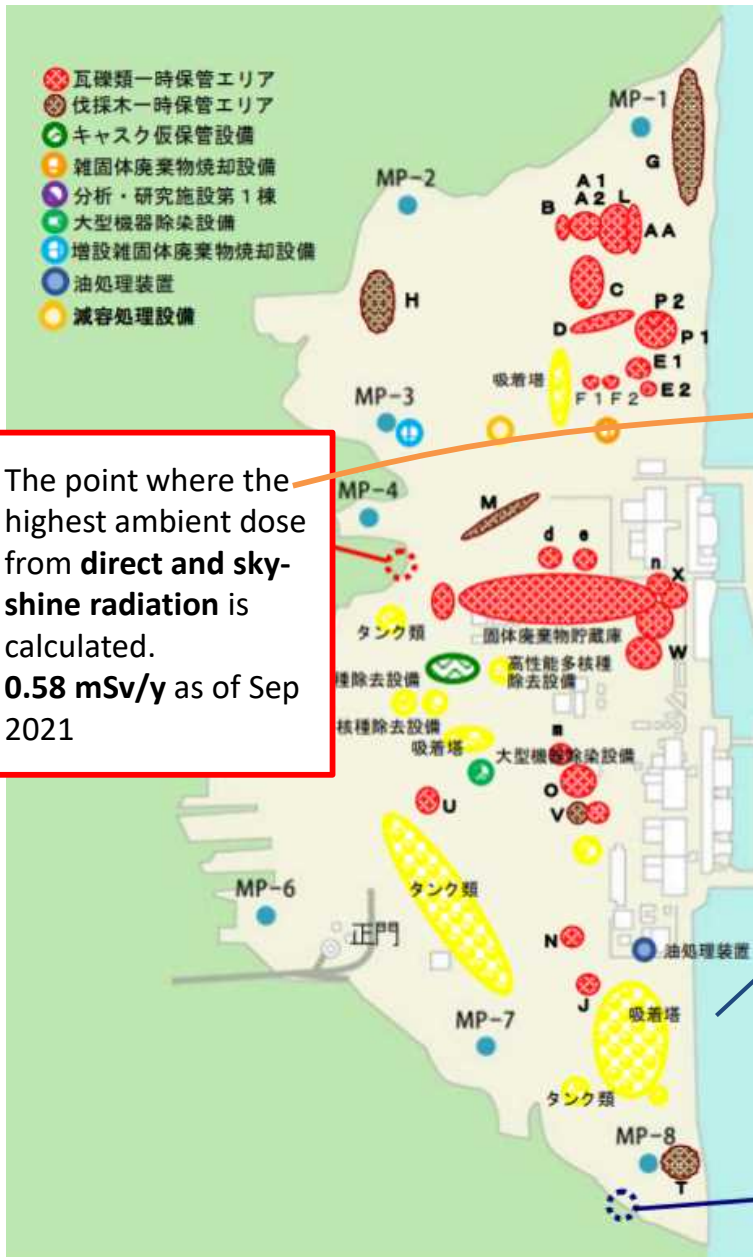 瓦礫類一時保管エリア
伐採木一時保管エリア
キャスク仮保管設備
雑固体廃棄物焼却設備
分析・研究施設第1棟
大型機器除染設備
増設雑固体廃棄物焼却設備
油処理装置
減容処理設備
MP-1
G
MP-2
A1
A2
L
B
AA
H
C
P2
D
P1
E1
吸着塔
F1
F2
E2
MP-3
The point where the
highest ambient dose
from direct and sky-
shine radiation is
calculated.
0.58 mSv/y as of Sep
2021
MP-4
M
d
e
n
X
タンク類
固体廃棄物貯蔵庫
W
種除去設備
高性能多核種
除去設備
核種除去設備
吸着塔
m
大型機器除染設備
O
U
V
MP-6
タンク類
正門
N
油処理装置
J
MP-7
吸着塔
タンク類
MP-8
T